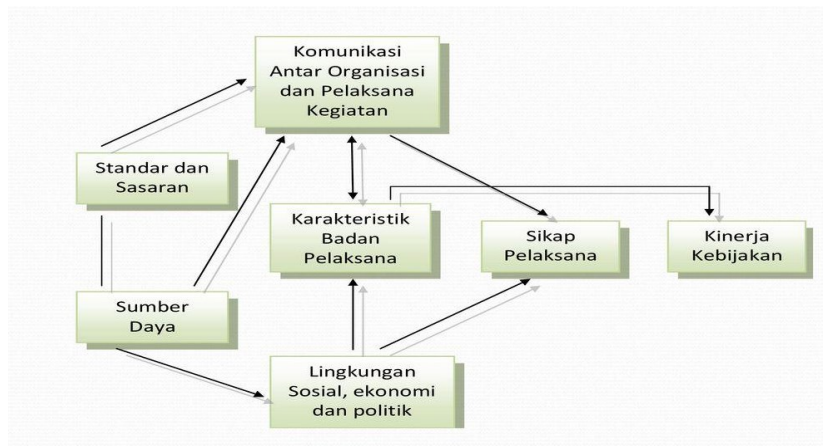 Komunikasi
Antar Organisasi
dan Pelaksana
Kegiatan
Standar dan
Sasaran
Karakteristik
Badan
Pelaksana
Sikap
Pelaksana
Kinerja
Kebijakan
Sumber
Daya
Lingkungan
Sosial, ekonomi
dan politik